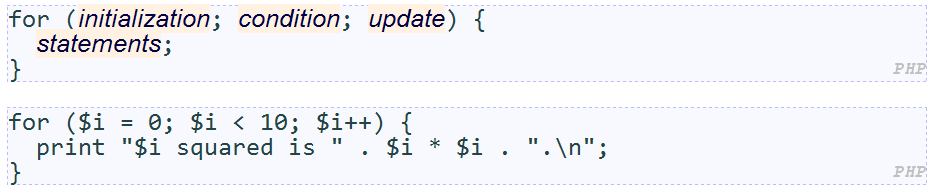 for (initialization; condition; update) {
  statements;
}
PHP
for ($i = 0; $i < 10; $i++) {
  print "$i squared is " . $i * $i . ".\n";
}
PHP